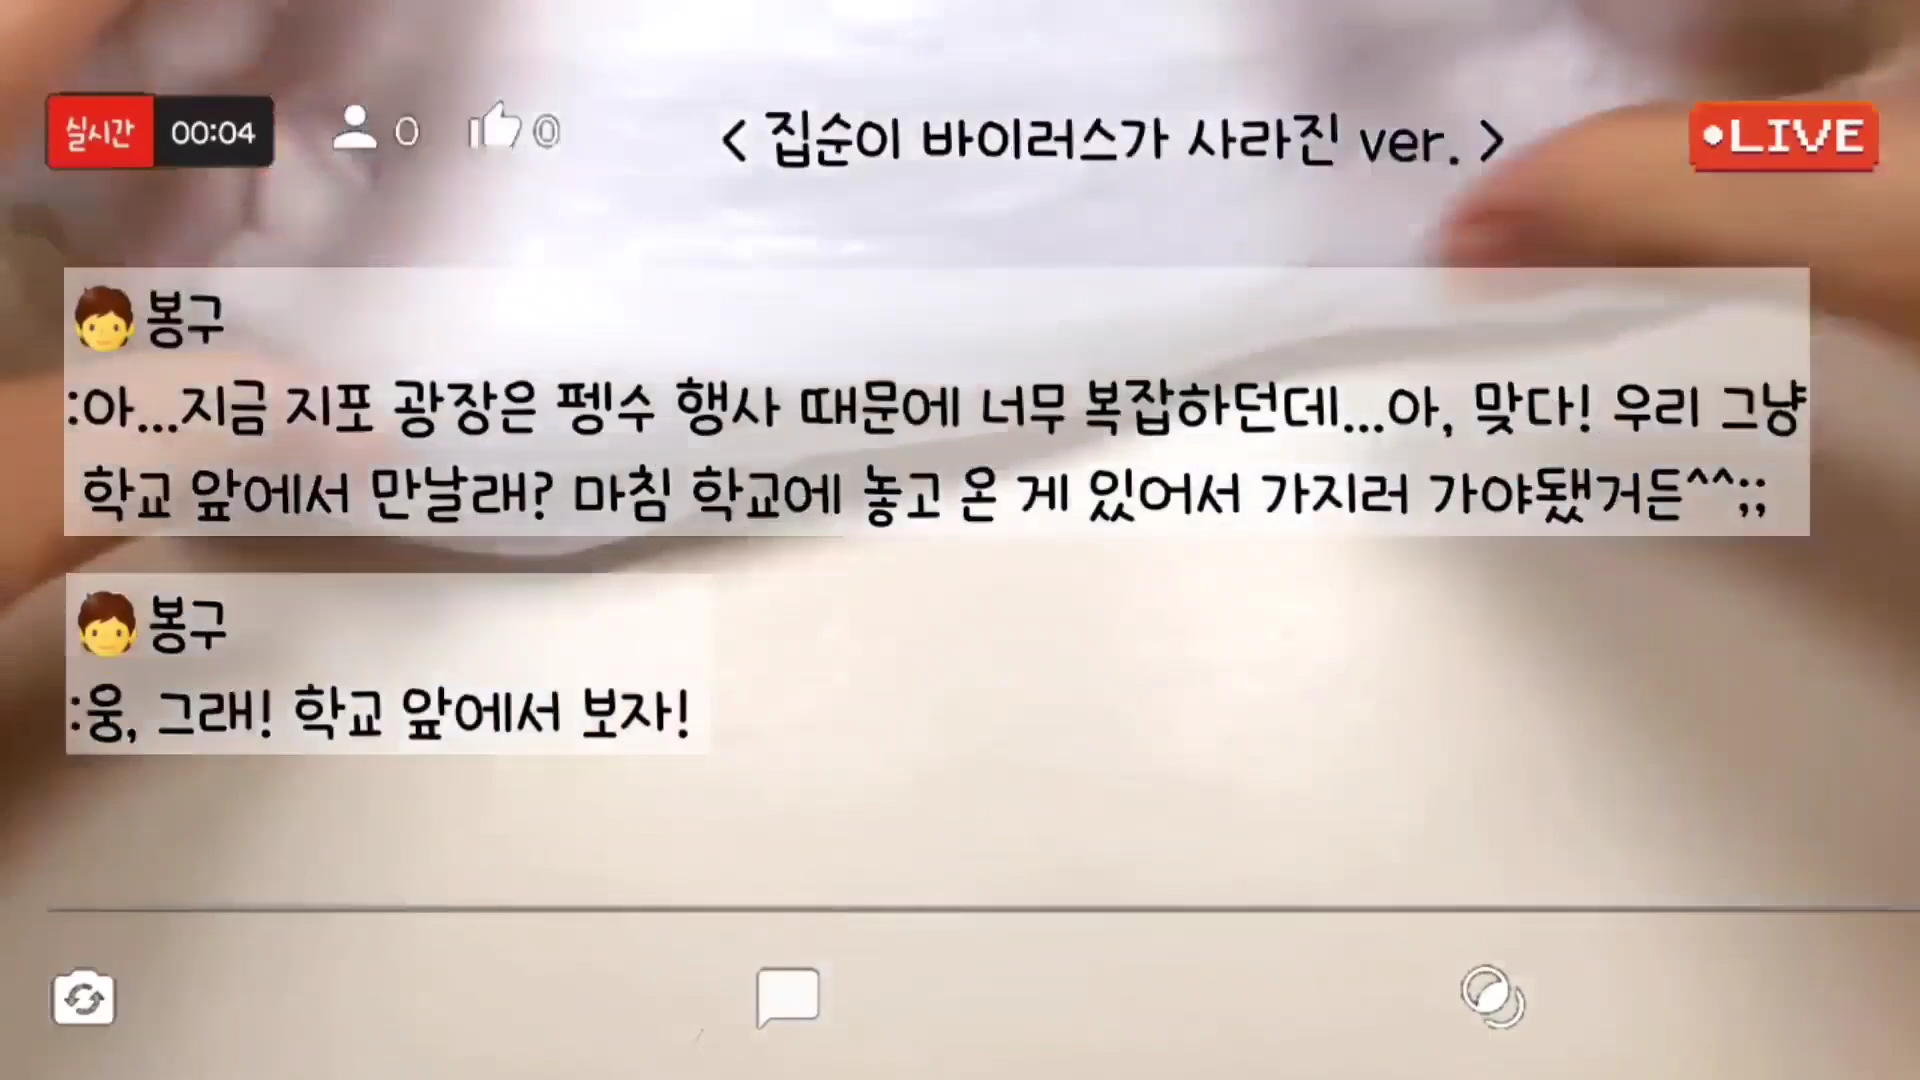 실시간 00:04 0 0 < 집순이 바이러스가 사라진 ver. > LIVE
봉구
:아...지금 지포 광장은 펭수 행사 때문에 너무 복잡하던데...아, 맞다! 우리 그냥
학교 앞에서 만날래? 마침 학교에 놓고 온 게 있어서 가지러 가야됐거든^^;;
봉구
:웅, 그래! 학교 앞에서 보자!